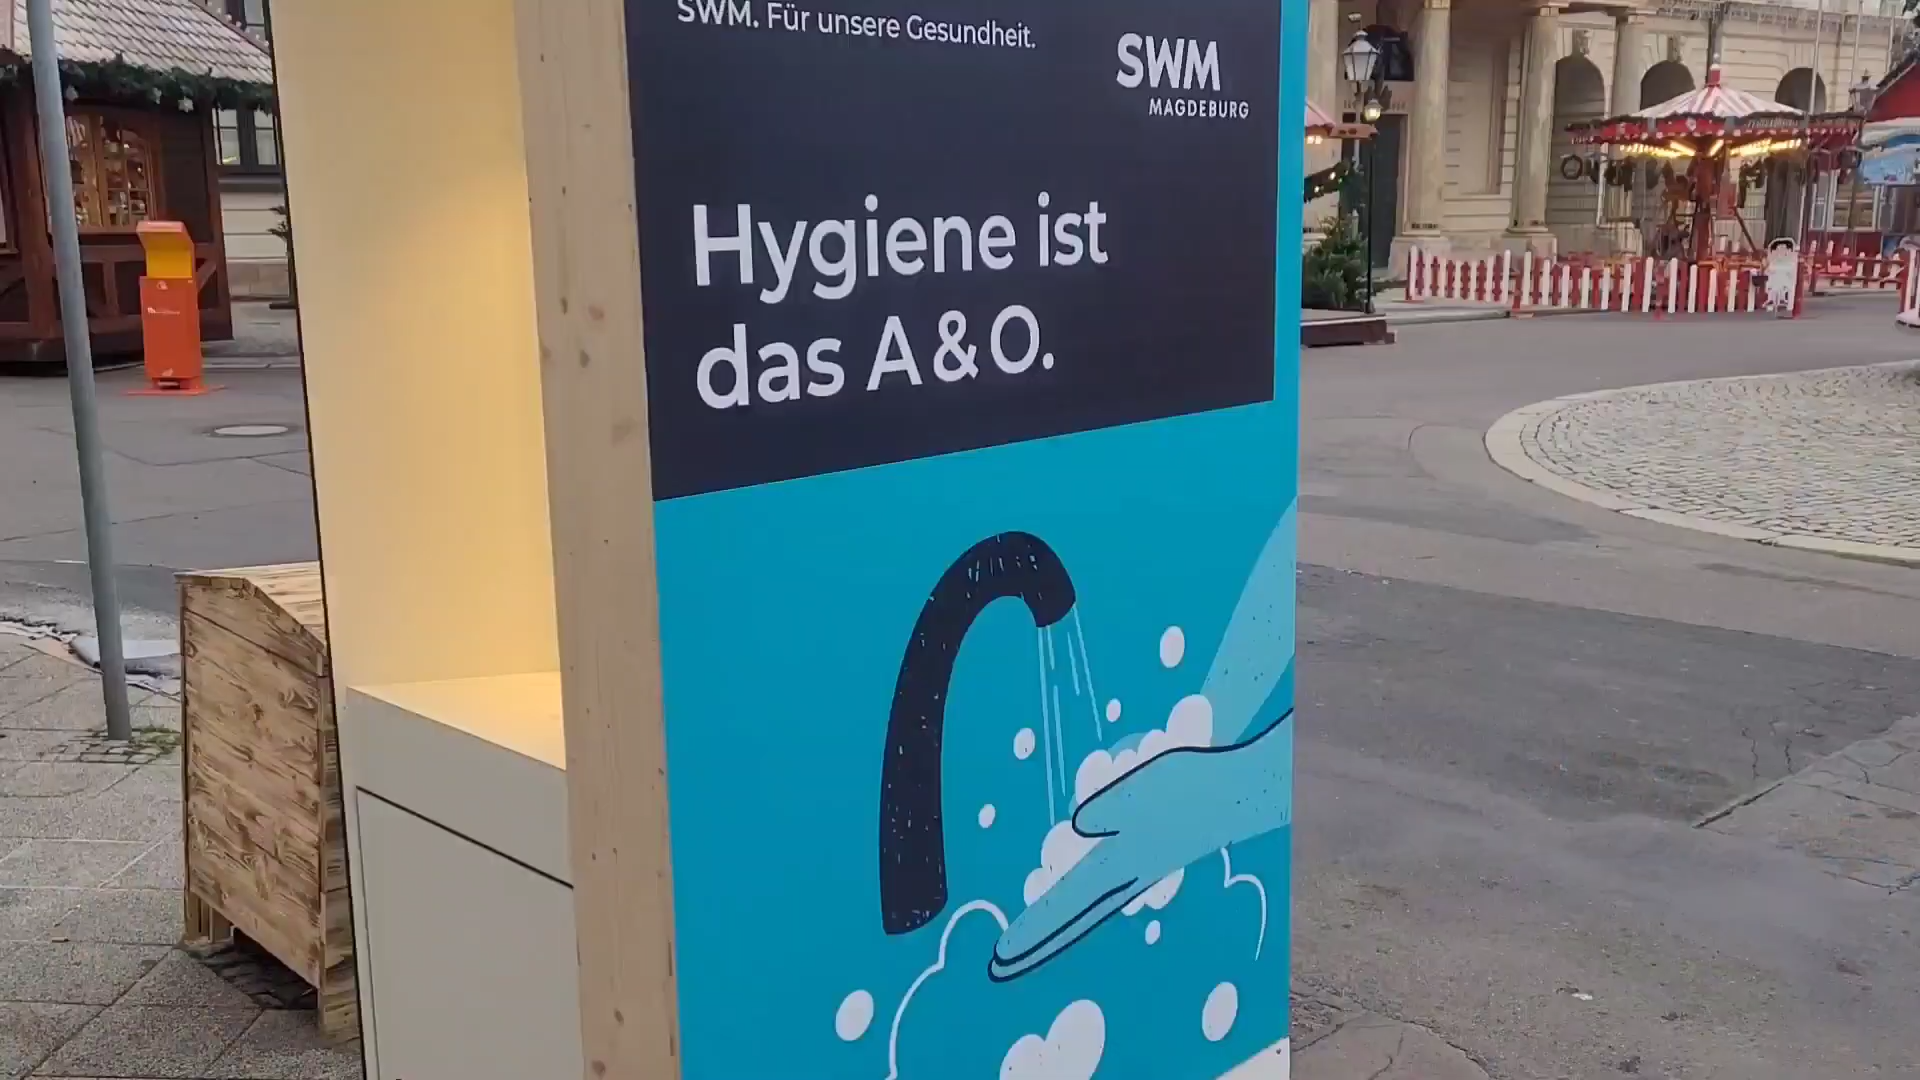 SWM. Für unsere Gesundheit.
SWM
MAGDEBURG
Hygiene ist
das A & O.